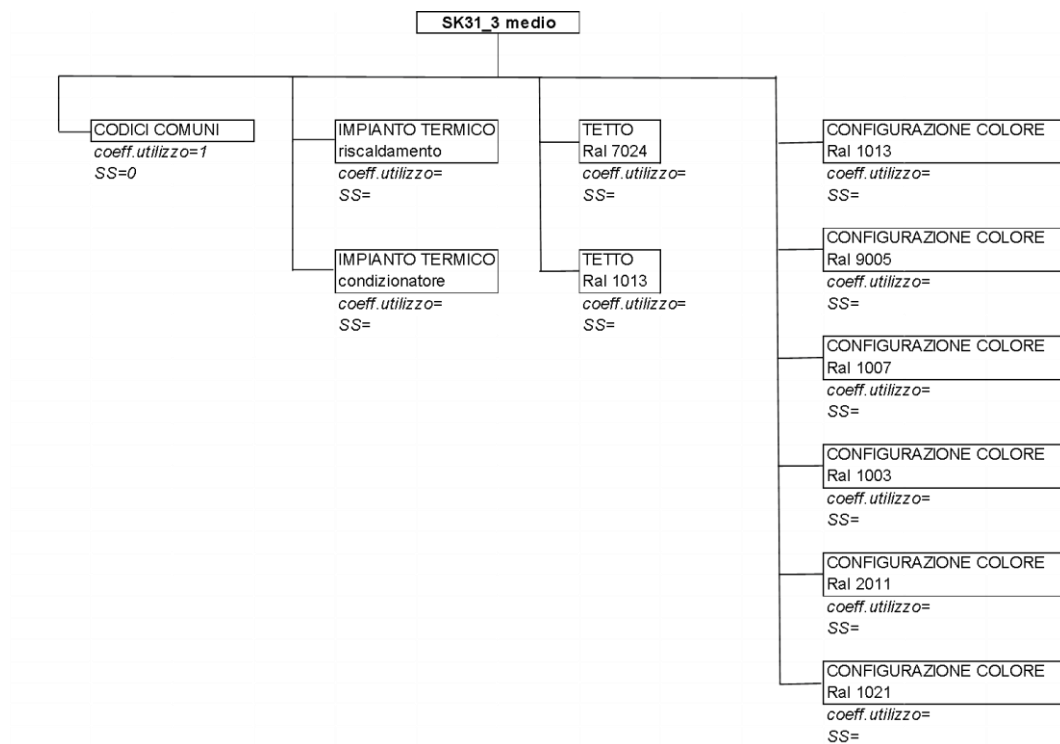 SK31_3 medio
CODICI COMUNI
coeff.utilizzo=1
SS=0
IMPIANTO TERMICO
riscaldamento
coeff.utilizzo=
SS=
IMPIANTO TERMICO
condizionatore
coeff.utilizzo=
SS=
TETTO
Ral 7024
coeff.utilizzo=
SS=
TETTO
Ral 1013
coeff.utilizzo=
SS=
CONFIGURAZIONE COLORE
Ral 1013
coeff.utilizzo=
SS=
CONFIGURAZIONE COLORE
Ral 9005
coeff.utilizzo=
SS=
CONFIGURAZIONE COLORE
Ral 1007
coeff.utilizzo=
SS=
CONFIGURAZIONE COLORE
Ral 1003
coeff.utilizzo=
SS=
CONFIGURAZIONE COLORE
Ral 2011
coeff.utilizzo=
SS=
CONFIGURAZIONE COLORE
Ral 1021
coeff.utilizzo=
SS=